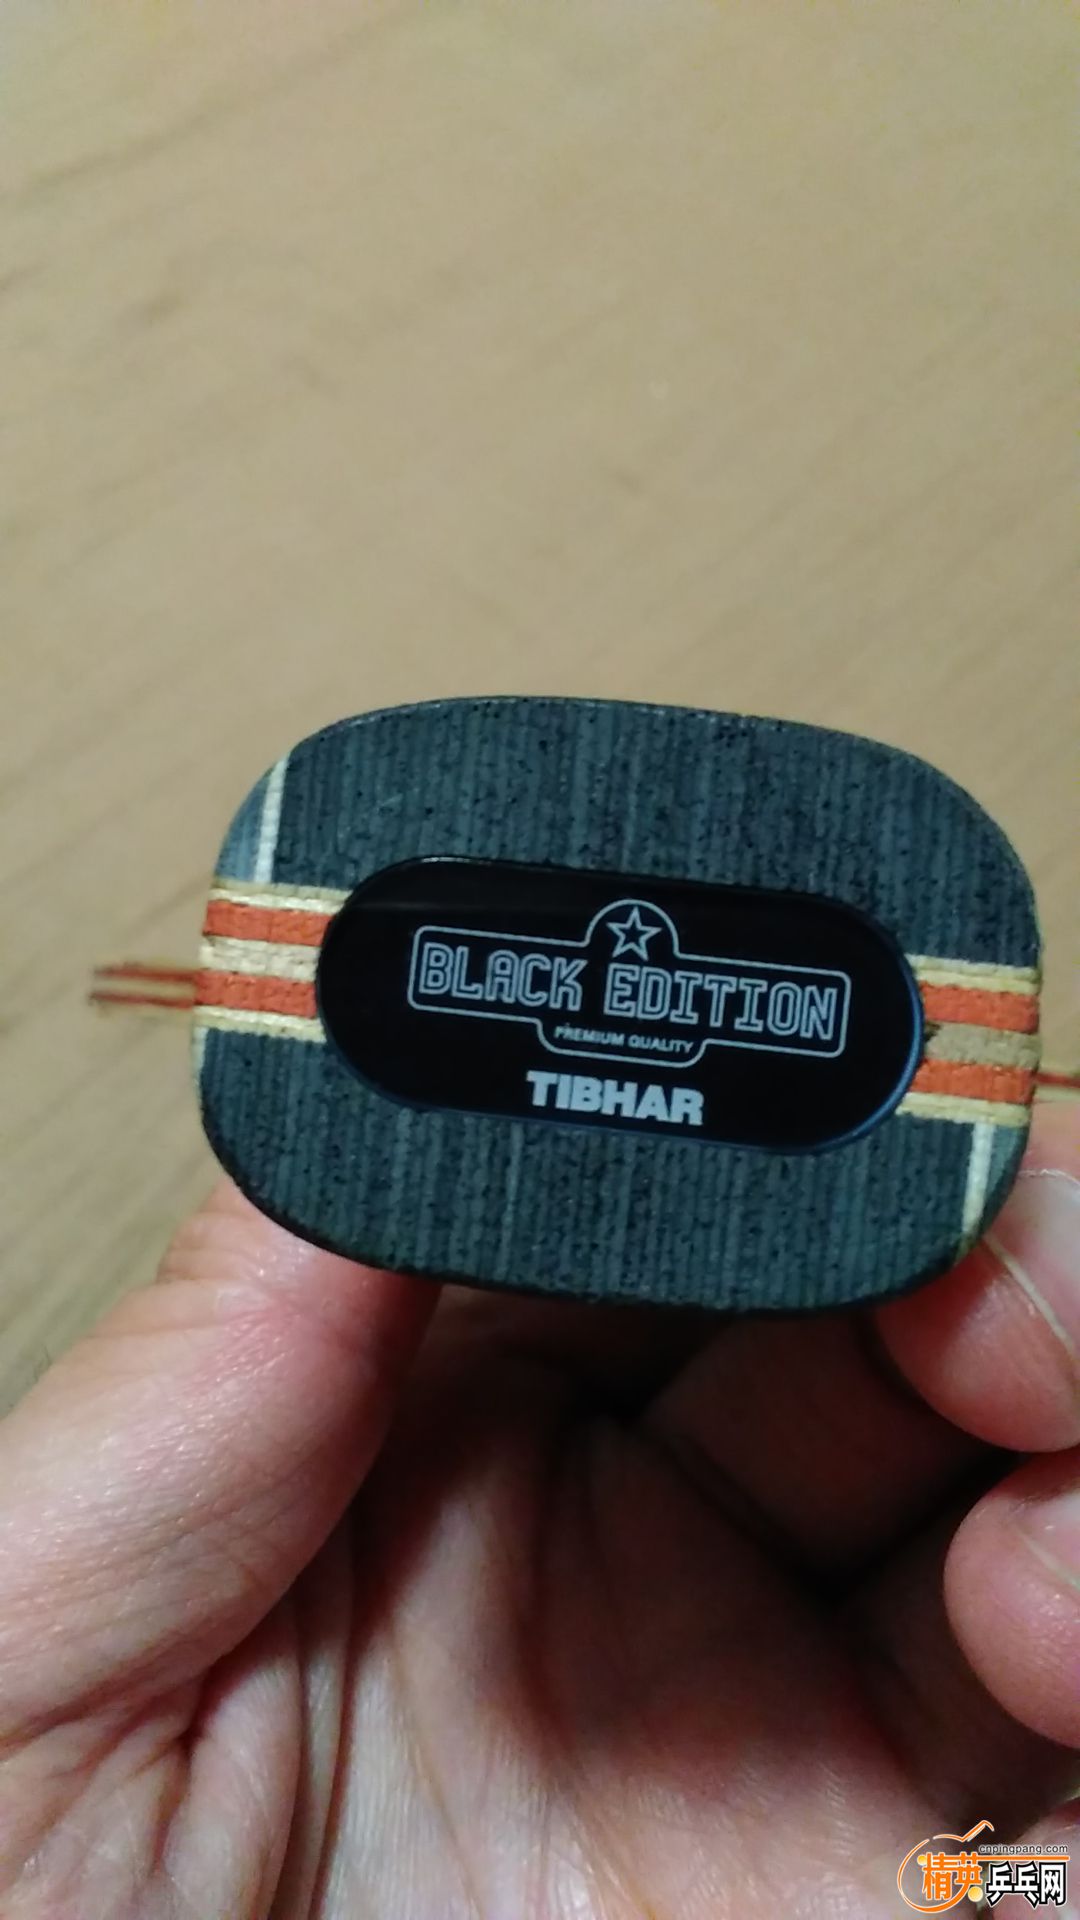 BLACK EDITION
PREMIUM QUALITY
TIBHAR
cnpingpang.com
精英乒乓网